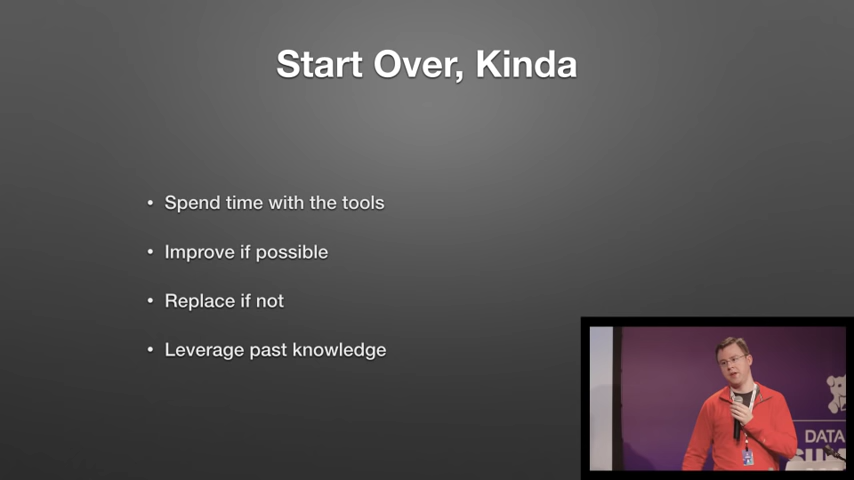 Start Over, Kinda
• Spend time with the tools
• Improve if possible
• Replace if not
• Leverage past knowledge
DATA